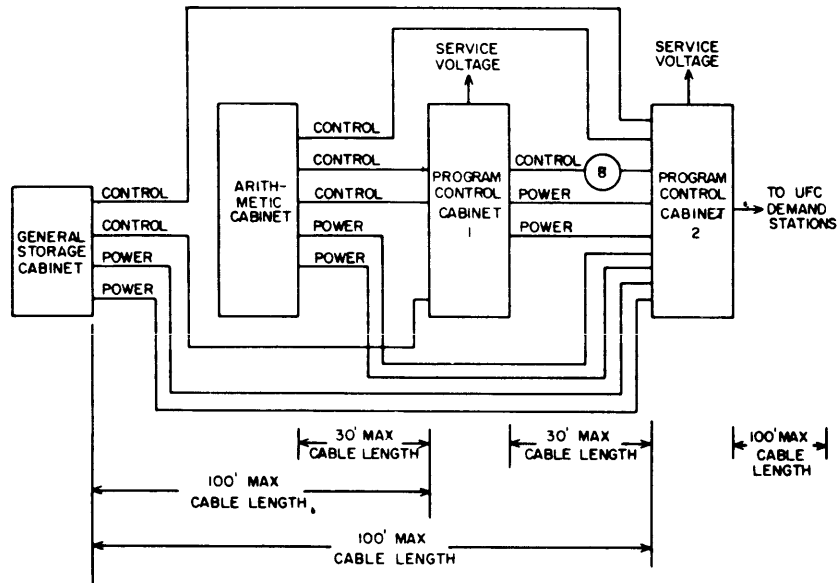 SERVICE
VOLTAGE
SERVICE
VOLTAGE
CONTROL
CONTROL
CONTROL
POWER
POWER
ARITH-
METIC
CABINET
PROGRAM
CONTROL
CABINET
1
CONTROL
8
POWER
POWER
PROGRAM
CONTROL
CABINET
2
TO UFC
DEMAND
STATIONS
GENERAL
STORAGE
CABINET
CONTROL
CONTROL
POWER
POWER
30' MAX
CABLE LENGTH
30' MAX
CABLE LENGTH
100' MAX
CABLE
LENGTH
100' MAX
CABLE LENGTH
100' MAX
CABLE LENGTH